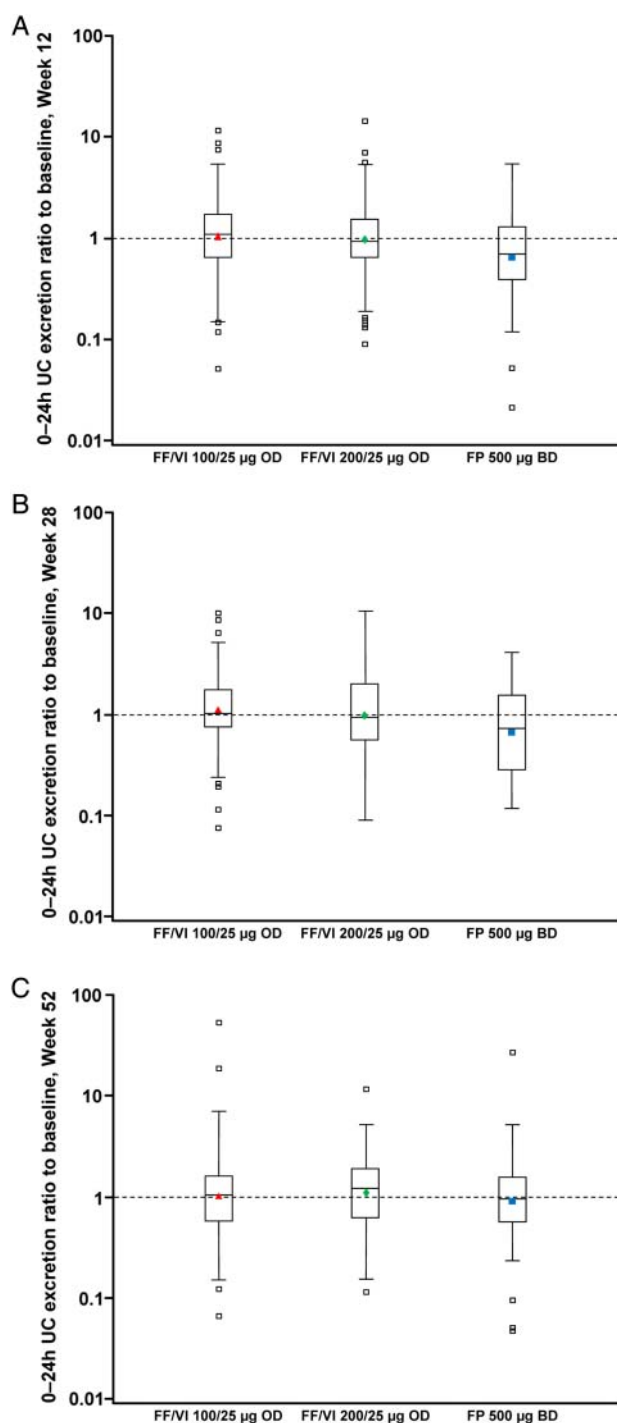 A
0–24h UC excretion ratio to baseline, Week 12
100
10
1
0.1
0.01
FF/VI 100/25 µg OD FF/VI 200/25 µg OD FP 500 µg BD
B
0–24h UC excretion ratio to baseline, Week 28
100
10
1
0.1
0.01
FF/VI 100/25 µg OD FF/VI 200/25 µg OD FP 500 µg BD
C
0–24h UC excretion ratio to baseline, Week 52
100
10
1
0.1
0.01
FF/VI 100/25 µg OD FF/VI 200/25 µg OD FP 500 µg BD